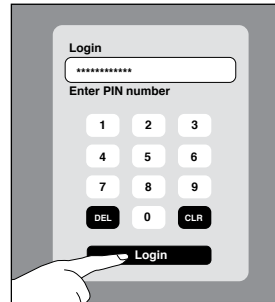 Login
************
Enter PIN number
1 2 3
4 5 6
7 8 9
DEL 0 CLR
Login